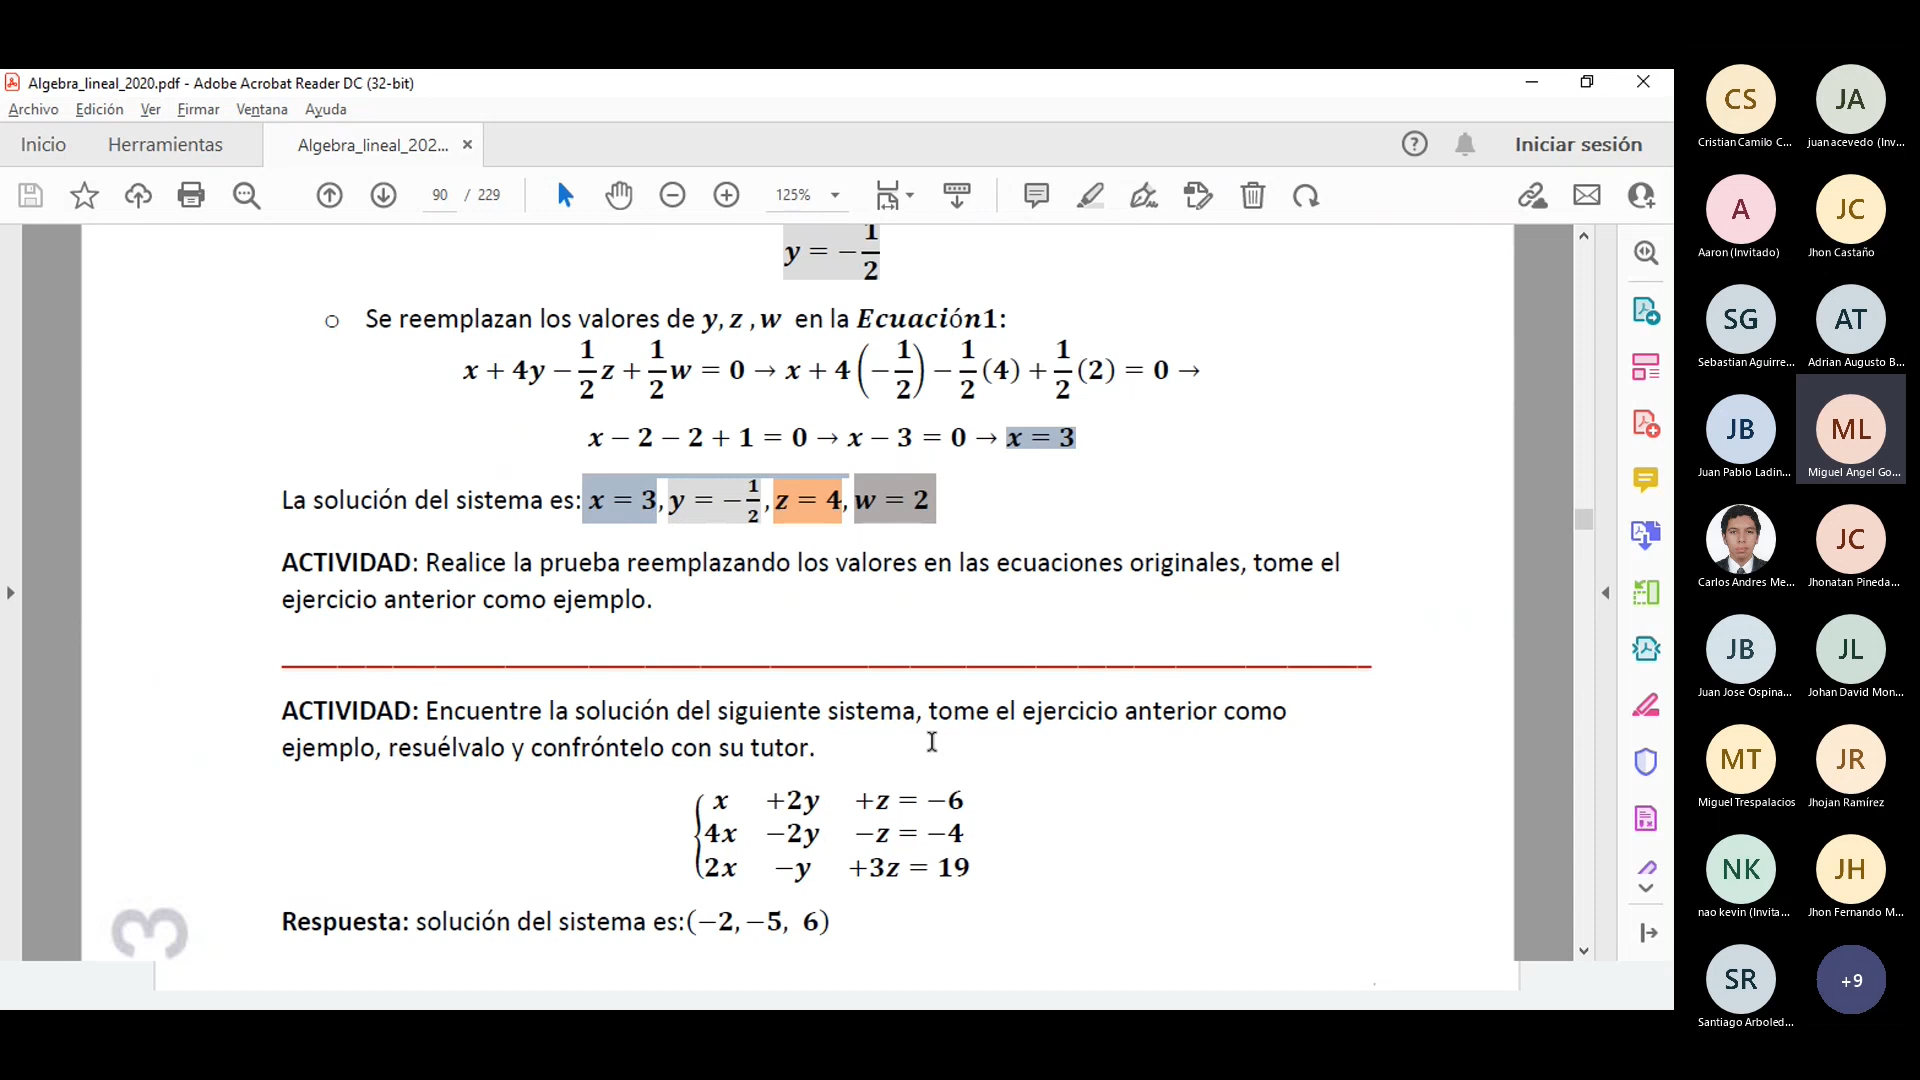 Algebra_lineal_2020.pdf - Adobe Acrobat Reader DC (32-bit)
Archivo Edición Ver Firmar Ventana Ayuda
Inicio Herramientas Algebra_lineal_202... × Iniciar sesión
90 / 229 125%
y = −1/2
○ Se reemplazan los valores de y, z , w en la Ecuación1:
x + 4y − 1/2 z + 1/2 w = 0 → x + 4(−1/2) − 1/2 (4) + 1/2 (2) = 0 →
x − 2 − 2 + 1 = 0 → x − 3 = 0 → x = 3
La solución del sistema es: x = 3, y = −1/2, z = 4, w = 2
ACTIVIDAD: Realice la prueba reemplazando los valores en las ecuaciones originales, tome el
ejercicio anterior como ejemplo.
ACTIVIDAD: Encuentre la solución del siguiente sistema, tome el ejercicio anterior como
ejemplo, resuélvalo y confróntelo con su tutor.
x +2y +z = −6
4x −2y −z = −4
2x −y +3z = 19
Respuesta: solución del sistema es:(−2, −5, 6)
3
CS JA
Cristian Camilo C... juan acevedo (Inv...
A JC
Aaron (Invitado) Jhon Castaño
SG AT
Sebastian Aguirre... Adrian Augusto B...
JB ML
Juan Pablo Ladin... Miguel Angel Go...
JC
Carlos Andres Me... Jhonatan Pineda...
JB JL
Juan Jose Ospina... Johan David Mon...
MT JR
Miguel Trespalacios Jhojan Ramírez
NK JH
nao kevin (Invita... Jhon Fernando M...
SR +9
Santiago Arboled...